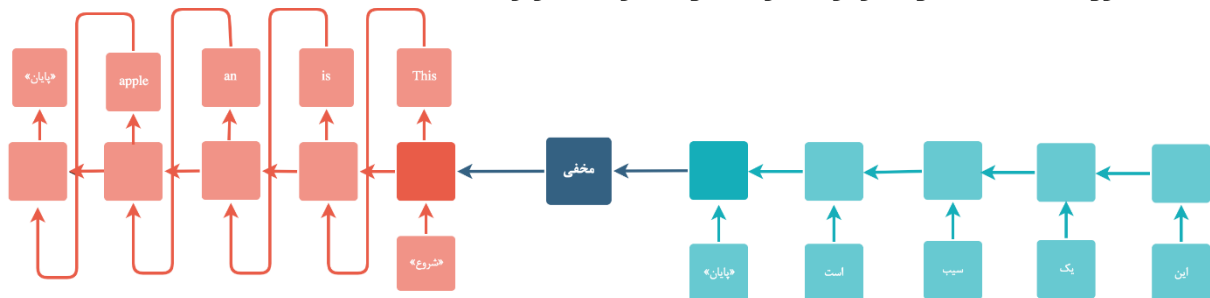 This
is
an
apple
«پایان»
مخفی
این
یک
سیب
است
«پایان»
«شروع»